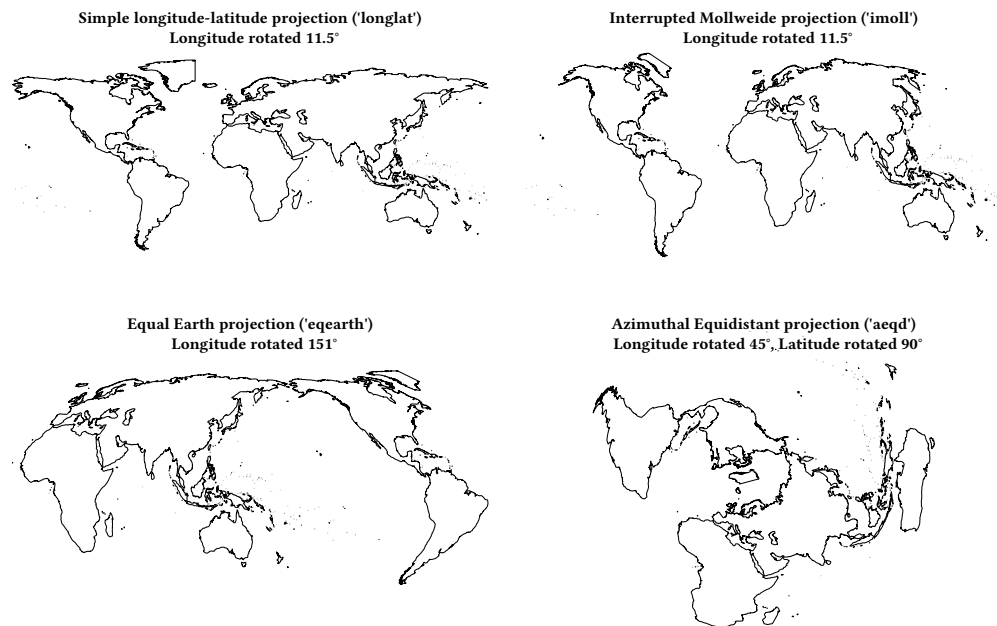 Simple longitude-latitude projection ('longlat')
Longitude rotated 11.5°
Interrupted Mollweide projection ('imoll')
Longitude rotated 11.5°
Equal Earth projection ('eqearth')
Longitude rotated 151°
Azimuthal Equidistant projection ('aeqd')
Longitude rotated 45°, Latitude rotated 90°